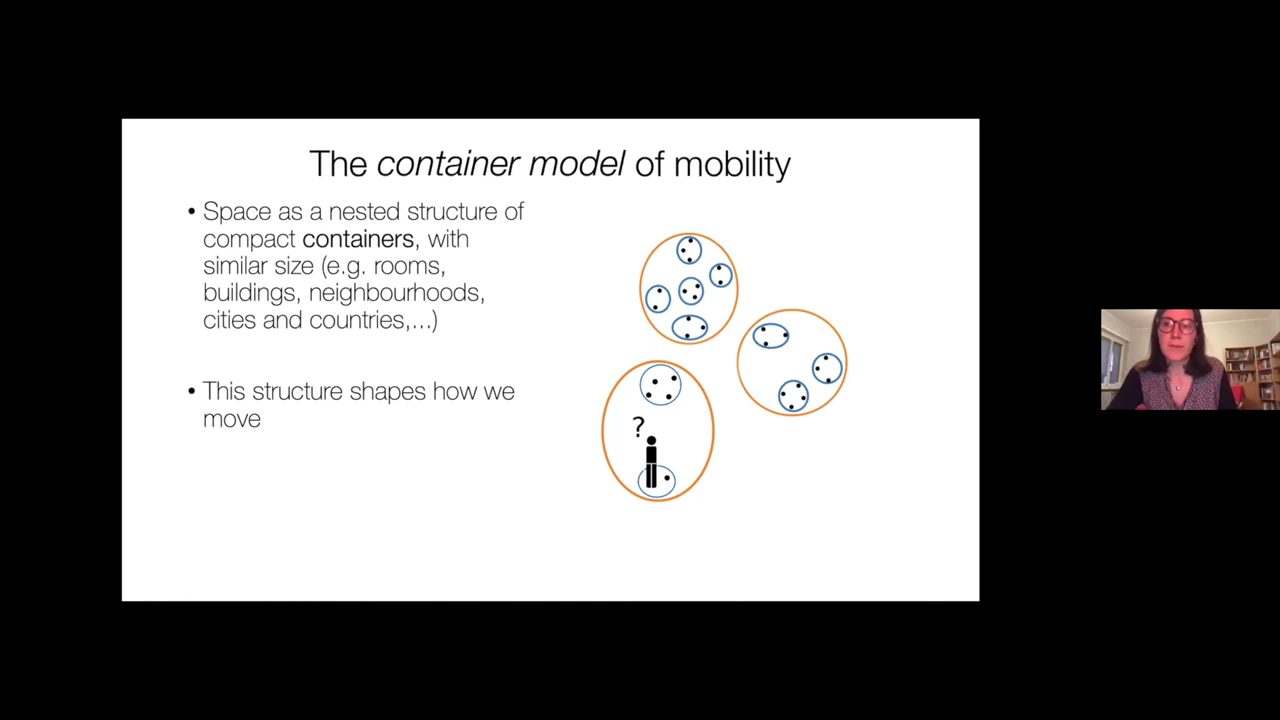 The container model of mobility
• Space as a nested structure of
compact containers, with
similar size (e.g. rooms,
buildings, neighbourhoods,
cities and countries,...)
• This structure shapes how we
move
?